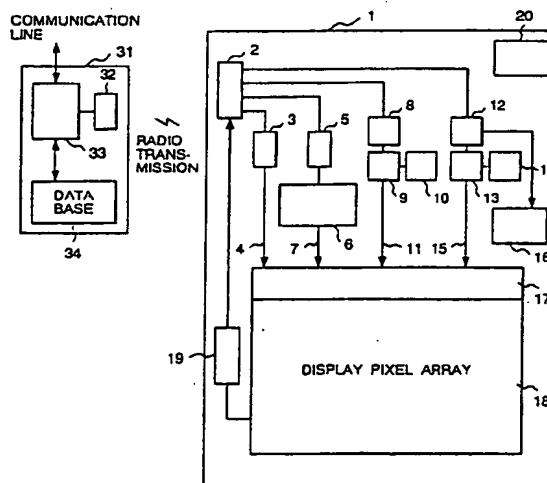 COMMUNICATION
LINE
31
32
33
DATA
BASE
34
RADIO
TRANS-
MISSION
1
20
2
3
5
8
12
9
10
13
4
7
6
11
15
16
17
19
DISPLAY PIXEL ARRAY
18